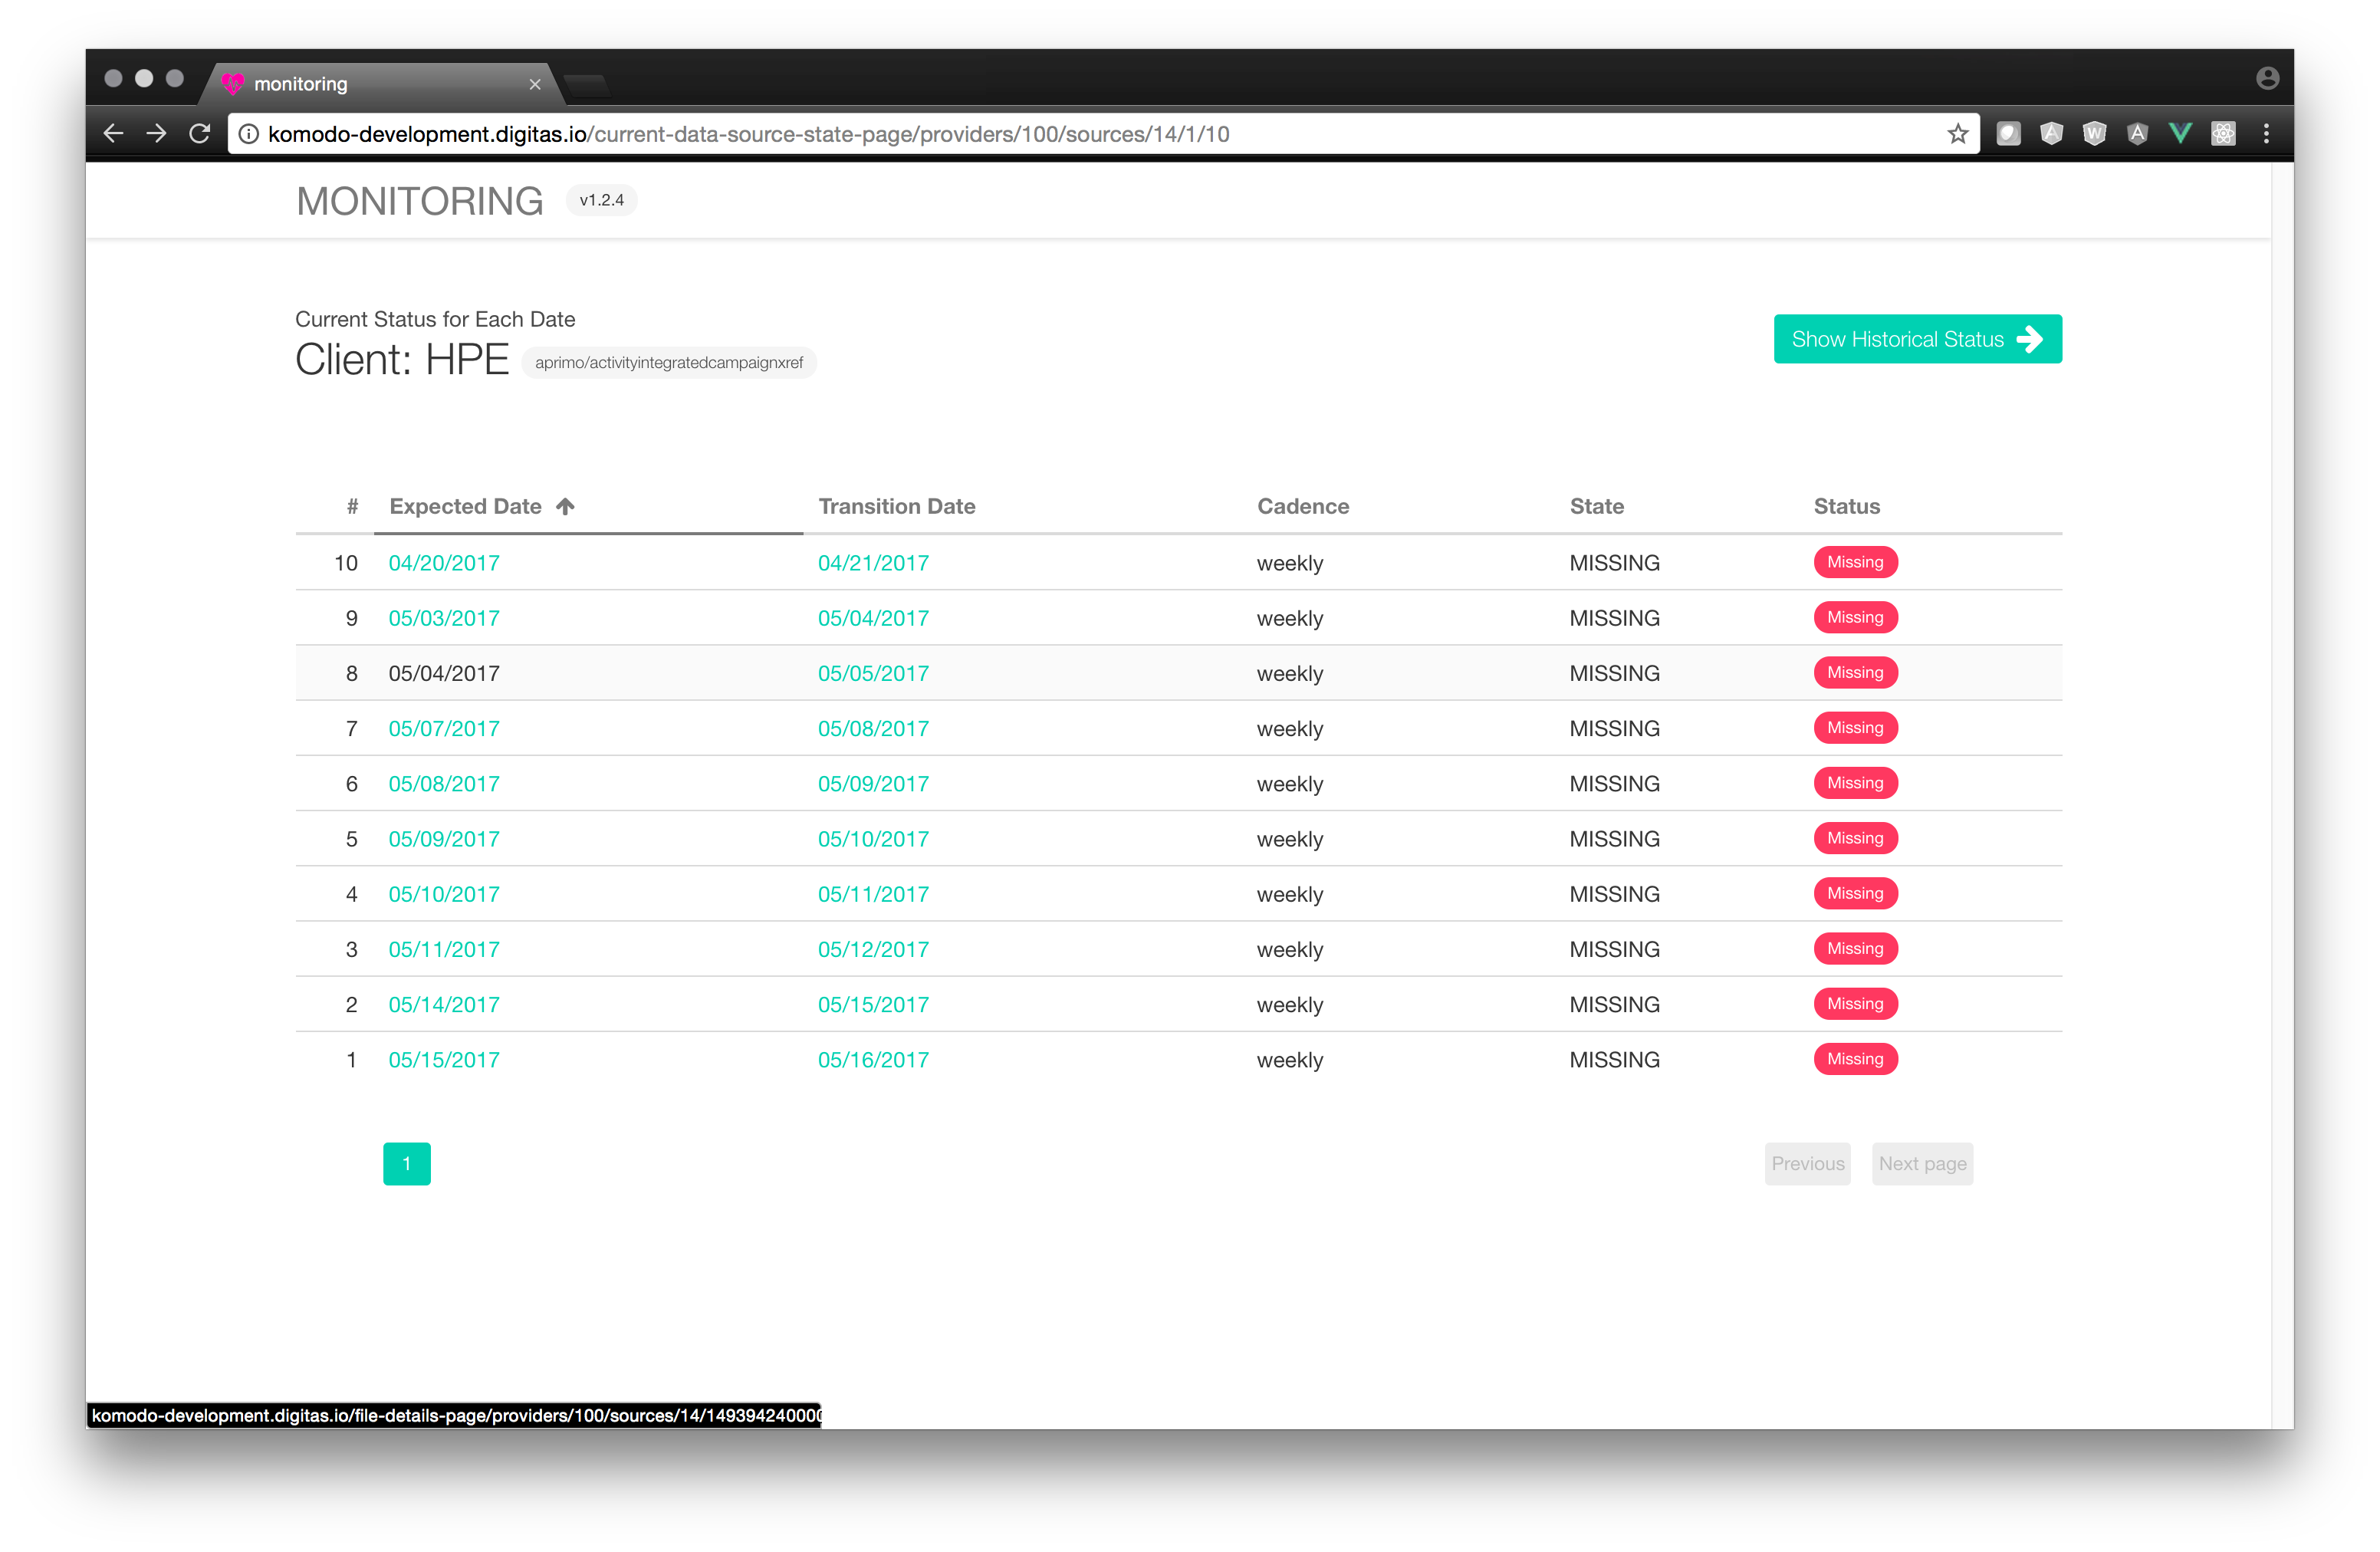 monitoring
komodo-development.digitas.io/current-data-source-state-page/providers/100/sources/14/1/10
MONITORING v1.2.4
Current Status for Each Date
Client: HPE aprimo/activityintegratedcampaignxref
Show Historical Status
# Expected Date Transition Date Cadence State Status
10 04/20/2017 04/21/2017 weekly MISSING Missing
9 05/03/2017 05/04/2017 weekly MISSING Missing
8 05/04/2017 05/05/2017 weekly MISSING Missing
7 05/07/2017 05/08/2017 weekly MISSING Missing
6 05/08/2017 05/09/2017 weekly MISSING Missing
5 05/09/2017 05/10/2017 weekly MISSING Missing
4 05/10/2017 05/11/2017 weekly MISSING Missing
3 05/11/2017 05/12/2017 weekly MISSING Missing
2 05/14/2017 05/15/2017 weekly MISSING Missing
1 05/15/2017 05/16/2017 weekly MISSING Missing
1 Previous Next page
komodo-development.digitas.io/file-details-page/providers/100/sources/14/149394240000